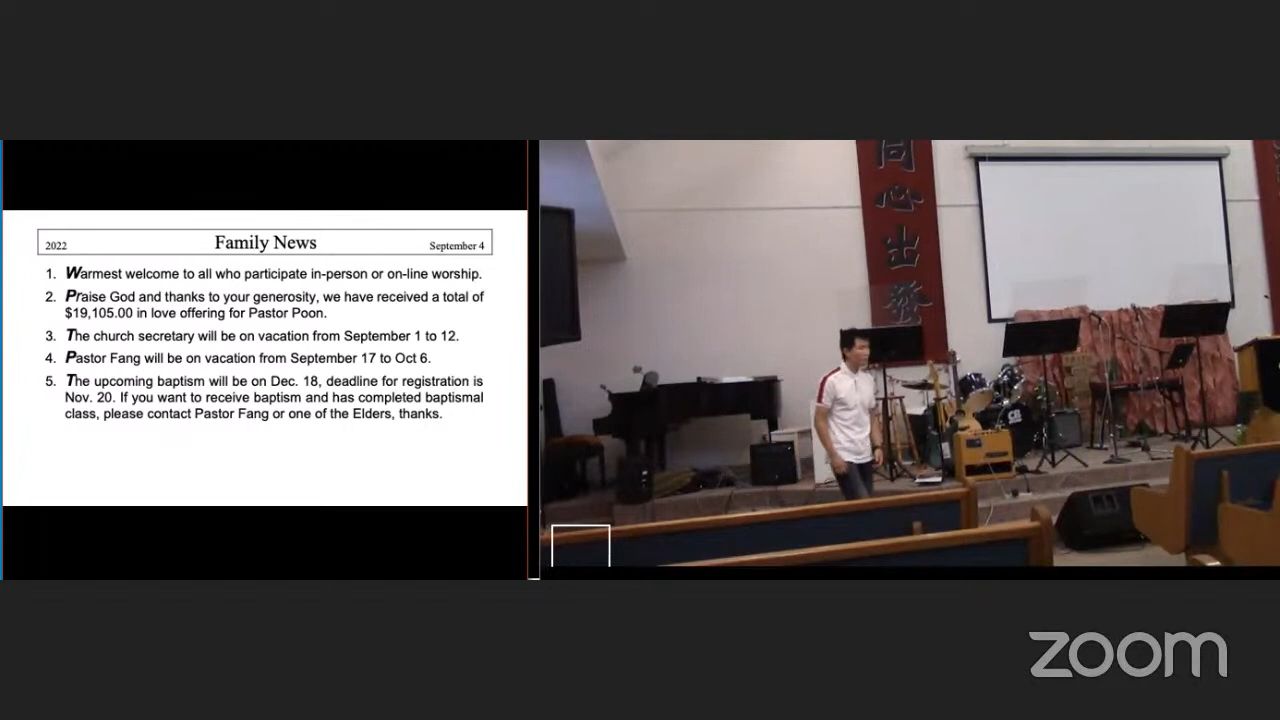 2022 Family News September 4
1. Warmest welcome to all who participate in-person or on-line worship.
2. Praise God and thanks to your generosity, we have received a total of
$19,105.00 in love offering for Pastor Poon.
3. The church secretary will be on vacation from September 1 to 12.
4. Pastor Fang will be on vacation from September 17 to Oct 6.
5. The upcoming baptism will be on Dec. 18, deadline for registration is
Nov. 20. If you want to receive baptism and has completed baptismal
class, please contact Pastor Fang or one of the Elders, thanks.
同心出發
zoom